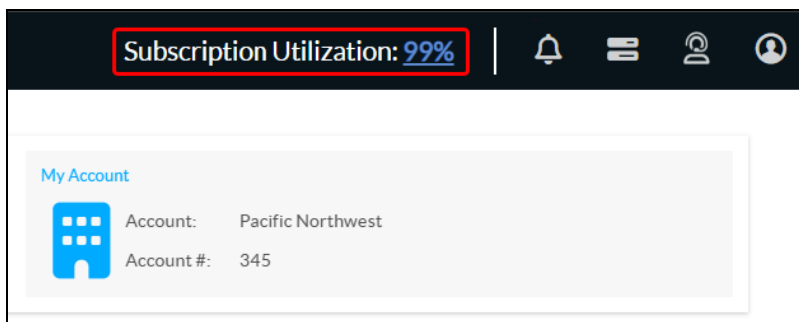 Subscription Utilization: 99%
My Account
Account: Pacific Northwest
Account #: 345